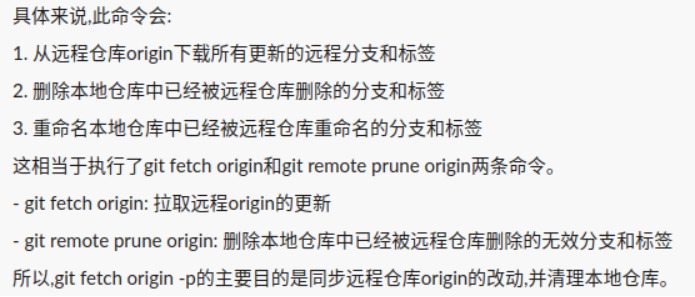 具体来说,此命令会:
1. 从远程仓库origin下载所有更新的远程分支和标签
2. 删除本地仓库中已经被远程仓库删除的分支和标签
3. 重命名本地仓库中已经被远程仓库重命名的分支和标签
这相当于执行了git fetch origin和git remote prune origin两条命令。
- git fetch origin: 拉取远程origin的更新
- git remote prune origin: 删除本地仓库中已经被远程仓库删除的无效分支和标签
所以,git fetch origin -p的主要目的是同步远程仓库origin的改动,并清理本地仓库。